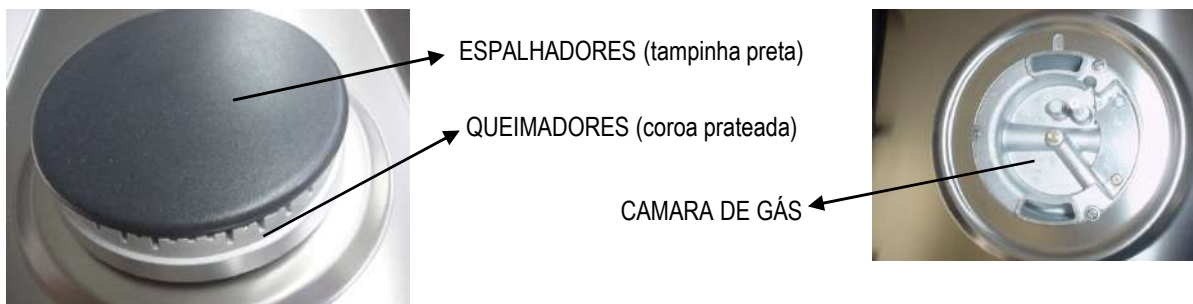 ESPALHADORES (tampinha preta)
QUEIMADORES (coroa prateada)
CAMARA DE GÁS